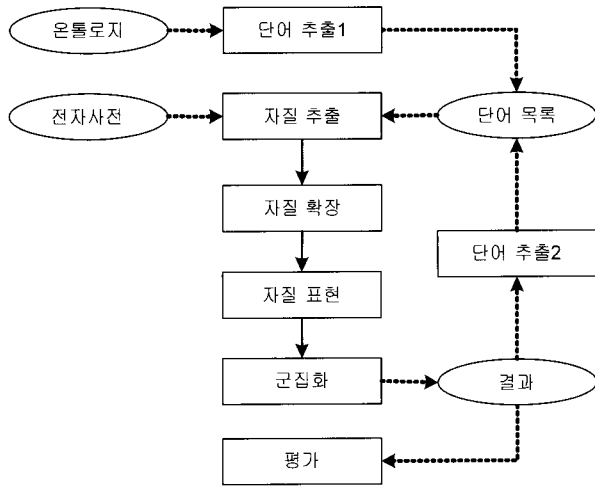 온톨로지
단어 추출1
전자사전
자질 추출
단어 목록
자질 확장
단어 추출2
자질 표현
군집화
결과
평가